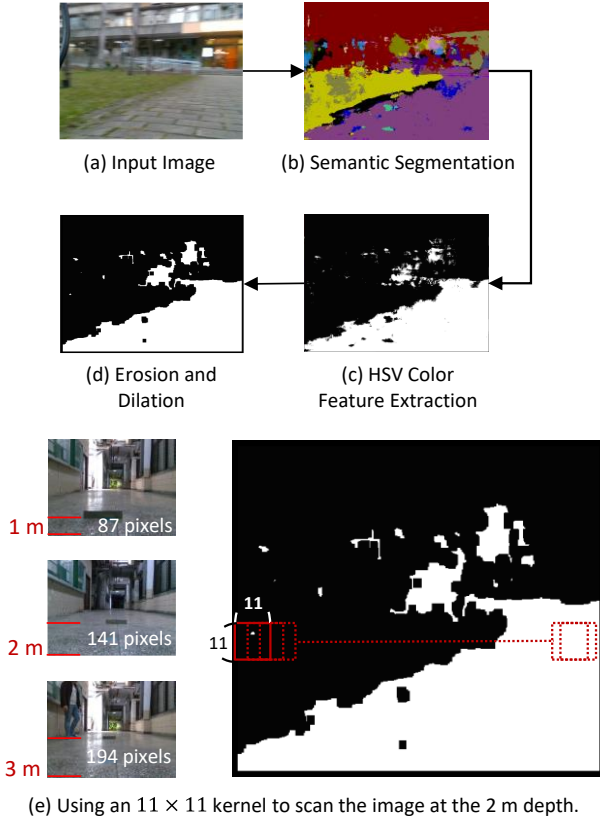 (a) Input Image
(b) Semantic Segmentation
(d) Erosion and
Dilation
(c) HSV Color
Feature Extraction
1 m
87 pixels
2 m
141 pixels
3 m
194 pixels
11
11
(e) Using an 11 × 11 kernel to scan the image at the 2 m depth.